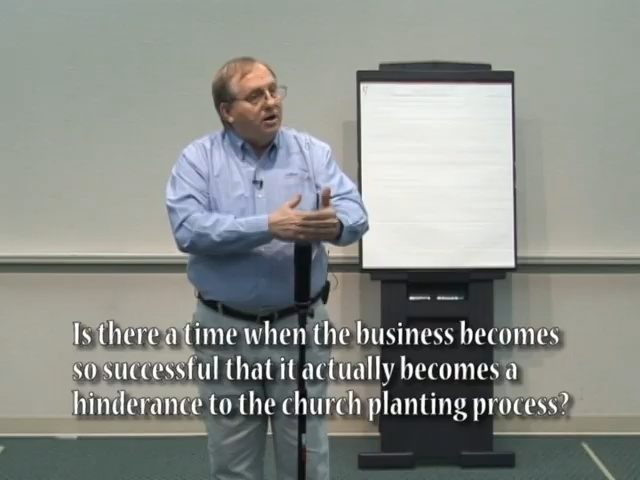 Is there a time when the business becomes
so successful that it actually becomes a
hinderance to the church planting process?